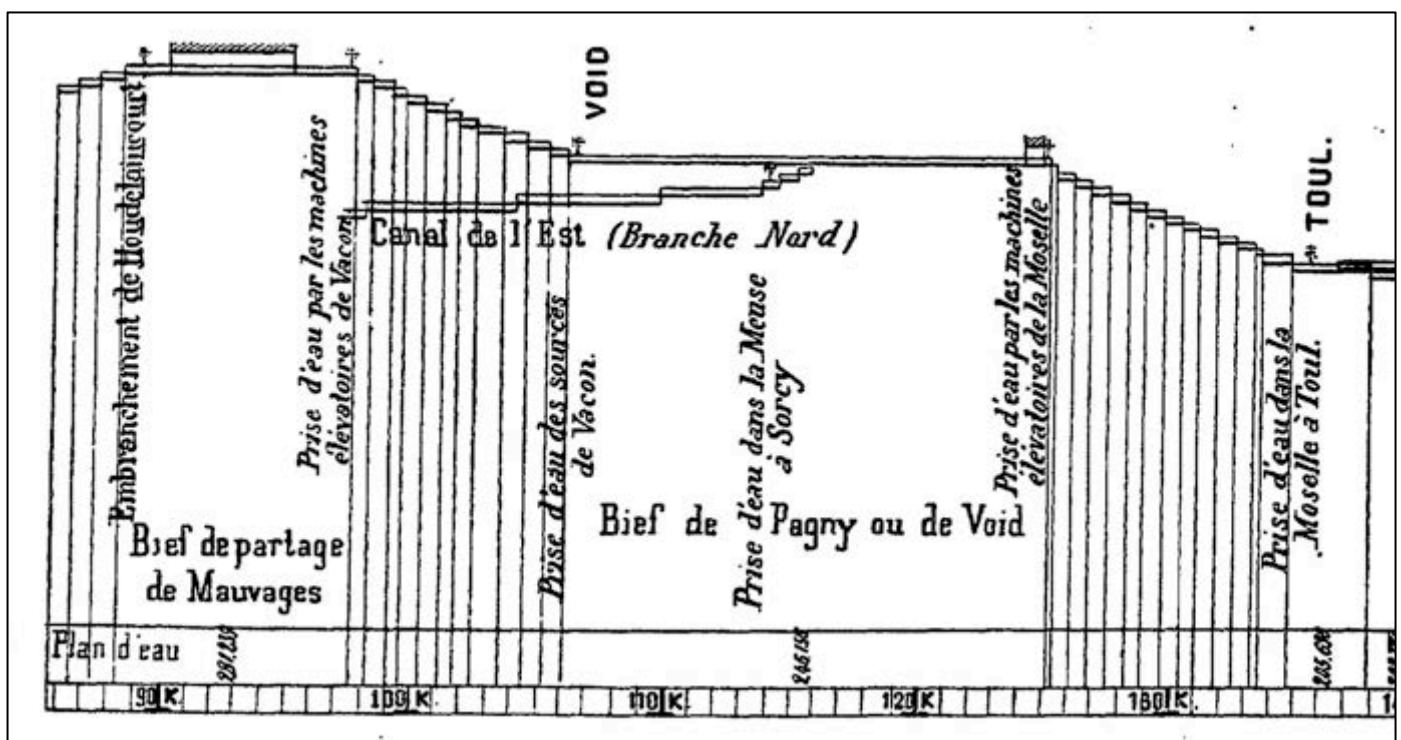 VOID
TOUL.
Embranchement de Houdelaincourt
Prise d'eau par les machines
élévatoires de Vacon.
Canal de l'Est (Branche Nord)
Prise d'eau des sources
de Vacon.
Prise d'eau dans la Meuse
à Sorcy
Prise d'eau par les machines
élévatoires de la Moselle
Prise d'eau dans la
Moselle à Toul.
Bief de partage
de Mauvages
Bief de Pagny ou de Void
Plan d'eau
90 K.
100 K.
110 K.
120 K.
130 K.